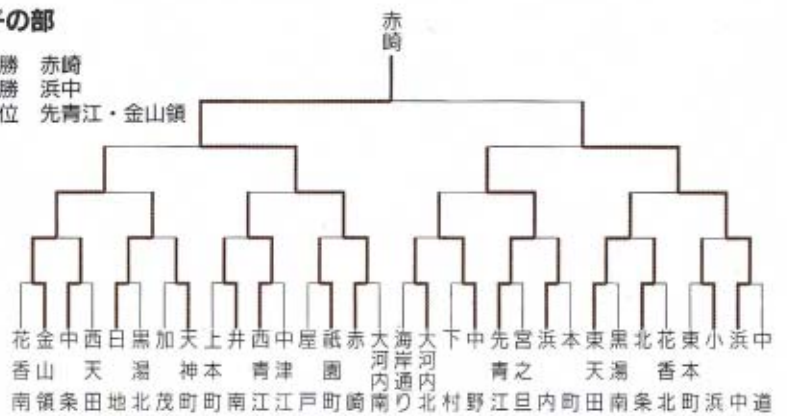 の部
赤崎
勝 赤崎
勝 浜中
位 先青江・金山領
花香南
金山領
中条
西天田
日地
黒湯北
加茂
天神町
上本町
井南
西青江
中津江
屋戸
祇園町
赤崎
大河内南
海岸通り
大河内北
下村
中野
先青江
宮之旦
浜内
本町
東天田
黒湯南
北条
花香北
東本町
小浜
浜中
中道